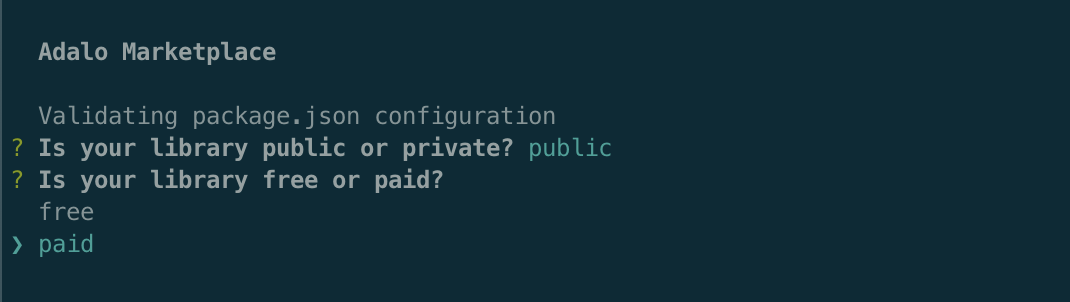 Adalo Marketplace
Validating package.json configuration
? Is your library public or private? public
? Is your library free or paid?
free
❯ paid